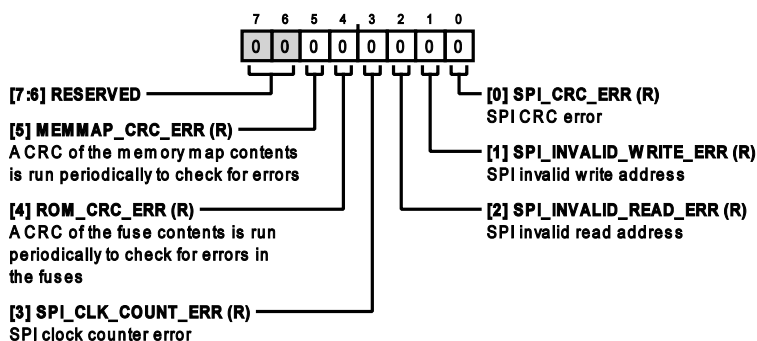 7 6 5 4 3 2 1 0
0 0 0 0 0 0 0 0
[7:6] RESERVED
[5] MEMMAP_CRC_ERR (R)
A CRC of the memory map contents
is run periodically to check for errors
[4] ROM_CRC_ERR (R)
A CRC of the fuse contents is run
periodically to check for errors in
the fuses
[3] SPI_CLK_COUNT_ERR (R)
SPI clock counter error
[0] SPI_CRC_ERR (R)
SPI CRC error
[1] SPI_INVALID_WRITE_ERR (R)
SPI invalid write address
[2] SPI_INVALID_READ_ERR (R)
SPI invalid read address